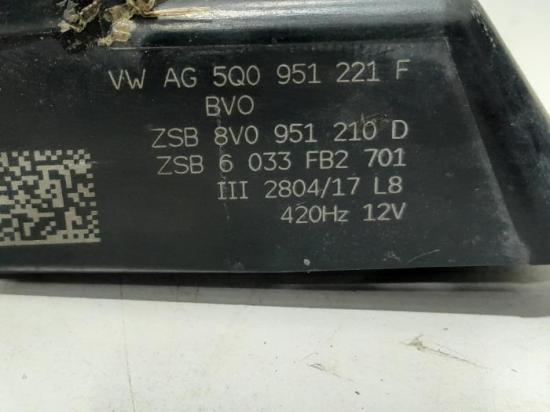 VW AG 5Q0 951 221 F
BVO
ZSB 8V0 951 210 D
ZSB 6 033 FB2 701
III 2804/17 L8
420Hz 12V